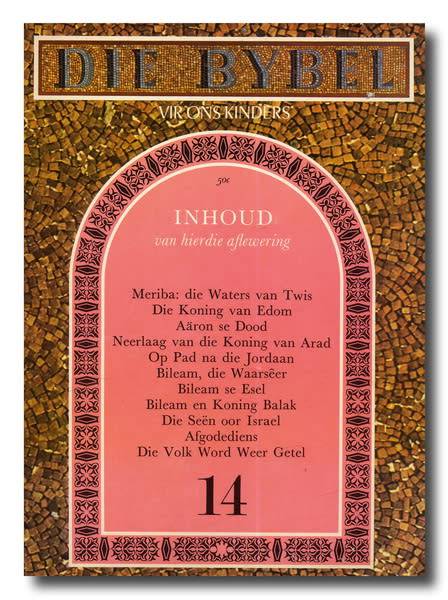 DIE BYBEL
VIR ONS KINDERS
50c
INHOUD
van hierdie aflewering
Meriba: die Waters van Twis
Die Koning van Edom
Aäron se Dood
Neerlaag van die Koning van Arad
Op Pad na die Jordaan
Bileam, die Waarsêer
Bileam se Esel
Bileam en Koning Balak
Die Seën oor Israel
Afgodediens
Die Volk Word Weer Getel
14